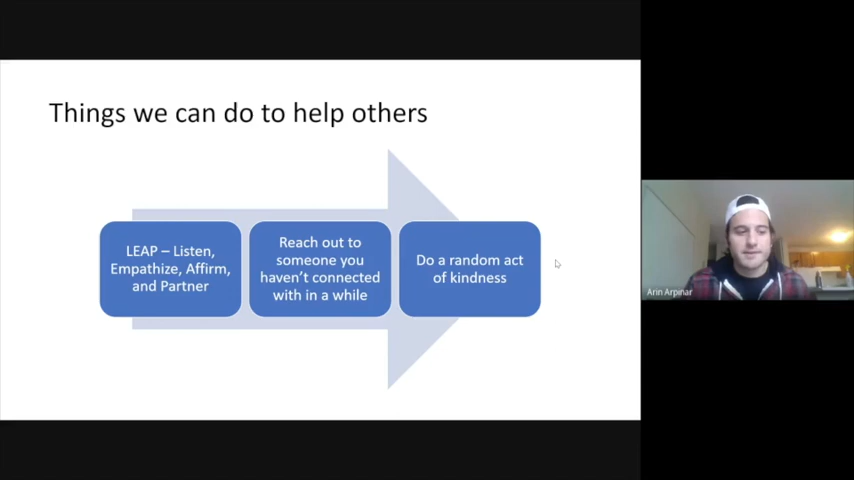 Things we can do to help others
LEAP – Listen,
Empathize, Affirm,
and Partner
Reach out to
someone you
haven't connected
with in a while
Do a random act
of kindness
Arin Arpinar